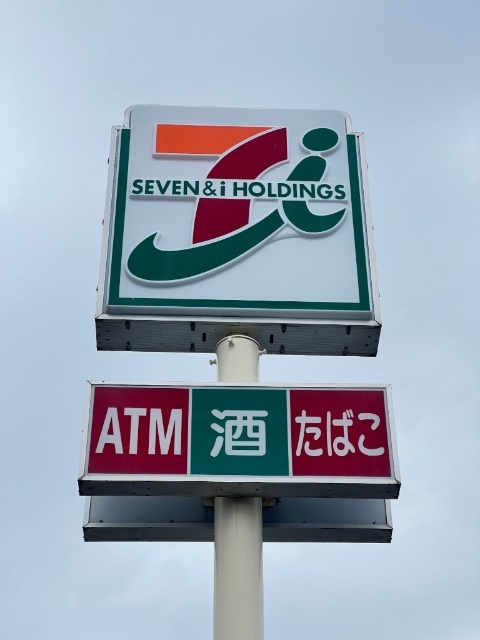 SEVEN & i HOLDINGS
ATM 酒 たばこ